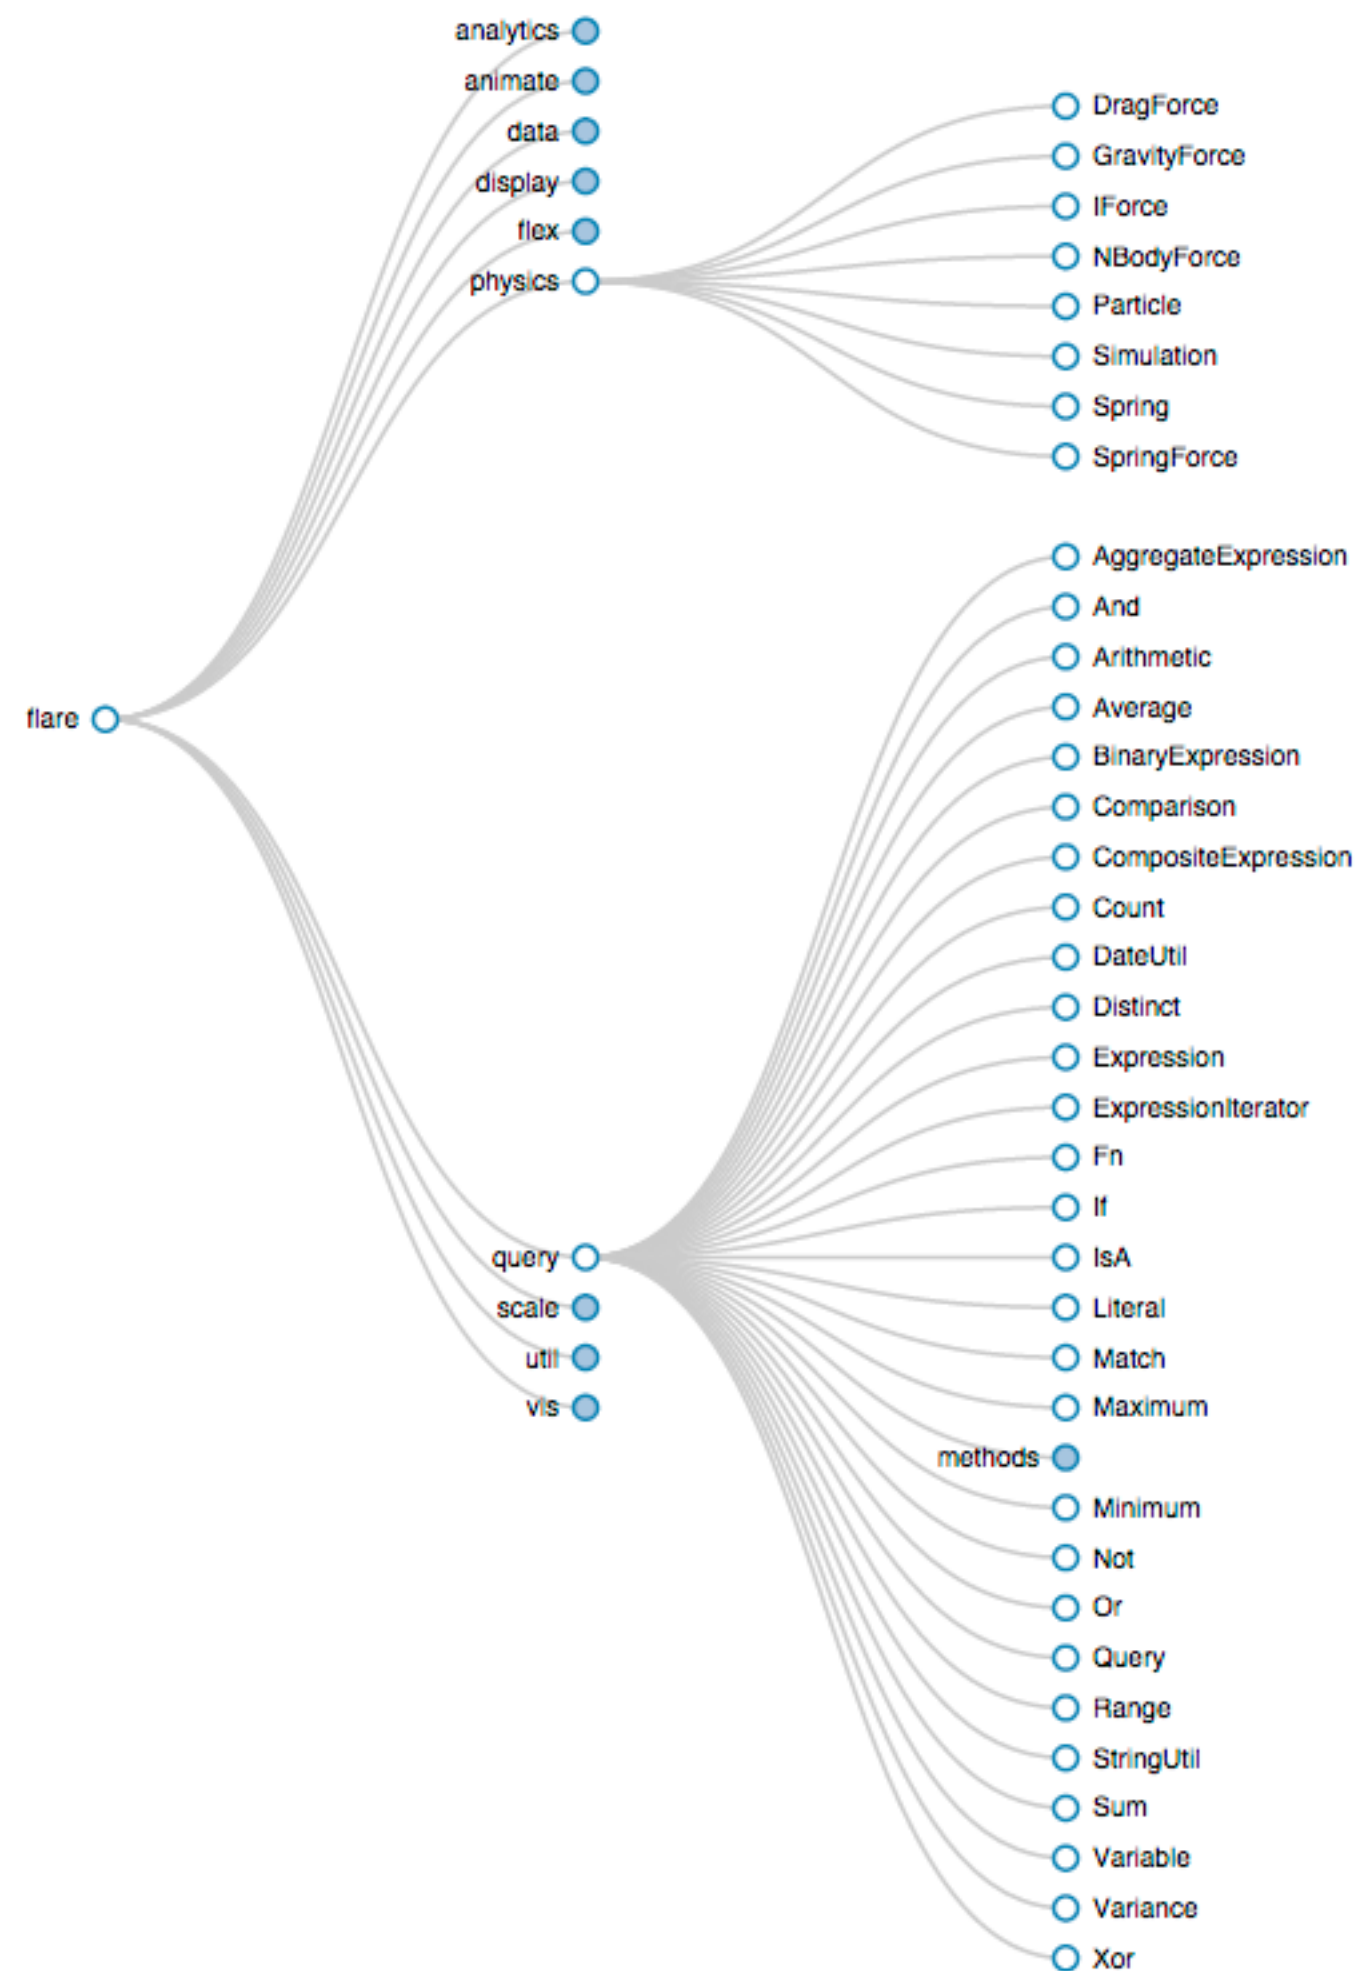 flare
analytics
animate
data
display
flex
physics
DragForce
GravityForce
IForce
NBodyForce
Particle
Simulation
Spring
SpringForce
query
scale
util
vis
AggregateExpression
And
Arithmetic
Average
BinaryExpression
Comparison
CompositeExpression
Count
DateUtil
Distinct
Expression
ExpressionIterator
Fn
If
IsA
Literal
Match
Maximum
methods
Minimum
Not
Or
Query
Range
StringUtil
Sum
Variable
Variance
Xor